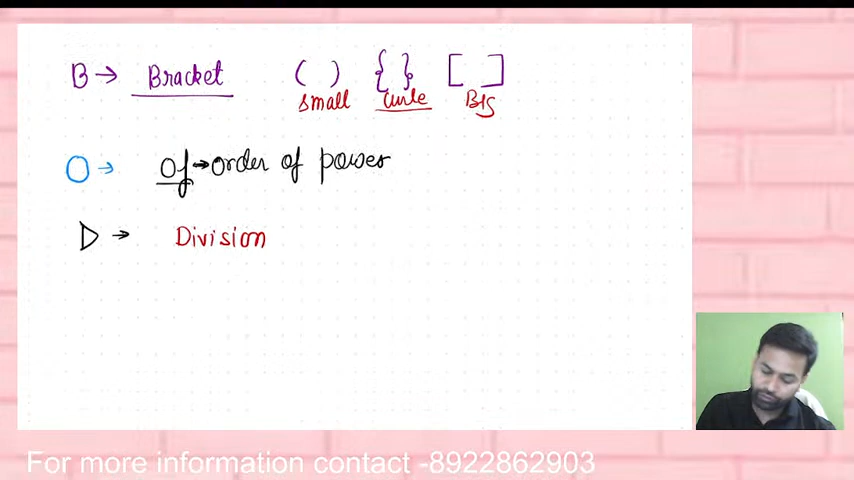 B → Bracket ( ) { } [ ]
small curle Big
O → Of → order of power
D → Division
For more information contact -8922862903